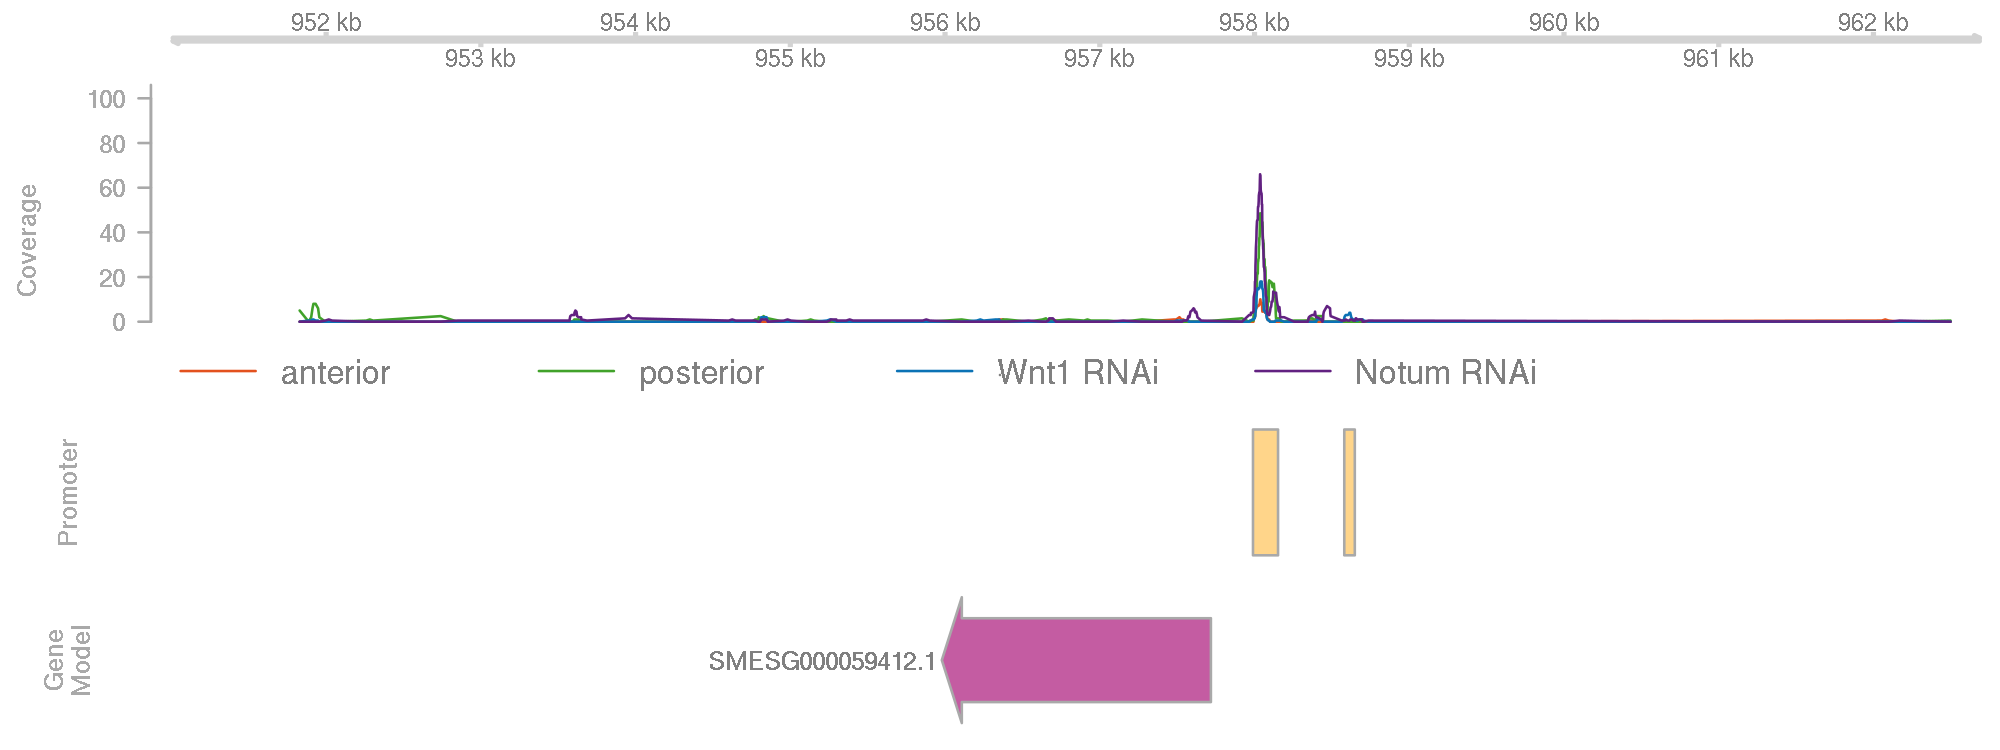 952 kb 954 kb 956 kb 958 kb 960 kb 962 kb
953 kb 955 kb 957 kb 959 kb 961 kb
Coverage
100
80
60
40
20
0
anterior posterior Wnt1 RNAi Notum RNAi
Promoter
Gene
Model
SMESG000059412.1